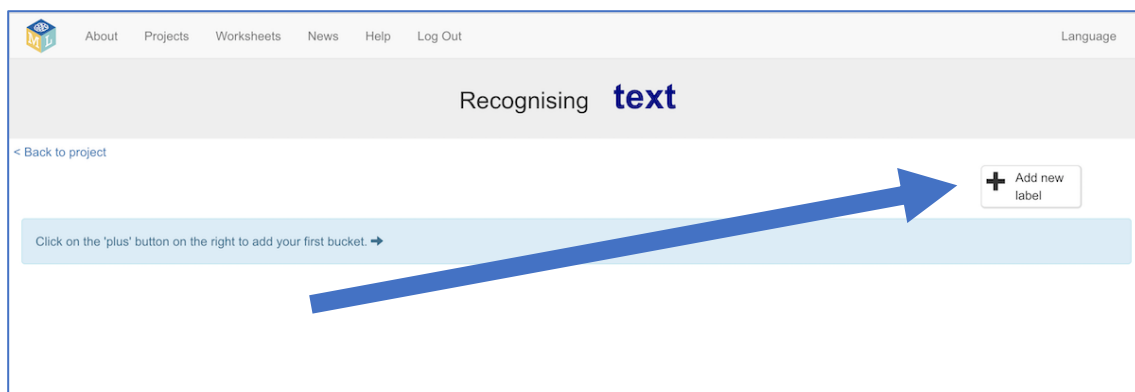 About Projects Worksheets News Help Log Out Language
Recognising text
< Back to project
Add new
label
Click on the 'plus' button on the right to add your first bucket. ➔